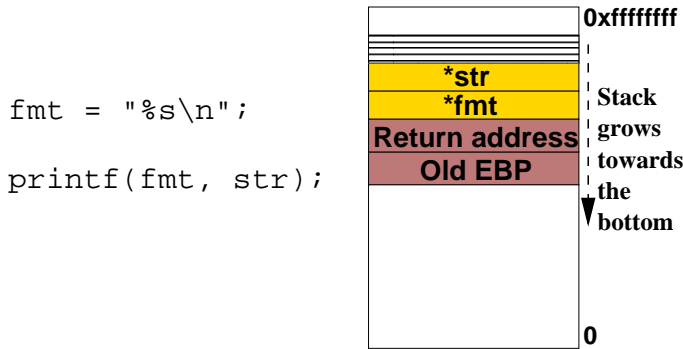 fmt = "%s\n";
printf(fmt, str);
0xffffffff
*str
*fmt
Return address
Old EBP
Stack
grows
towards
the
bottom
0